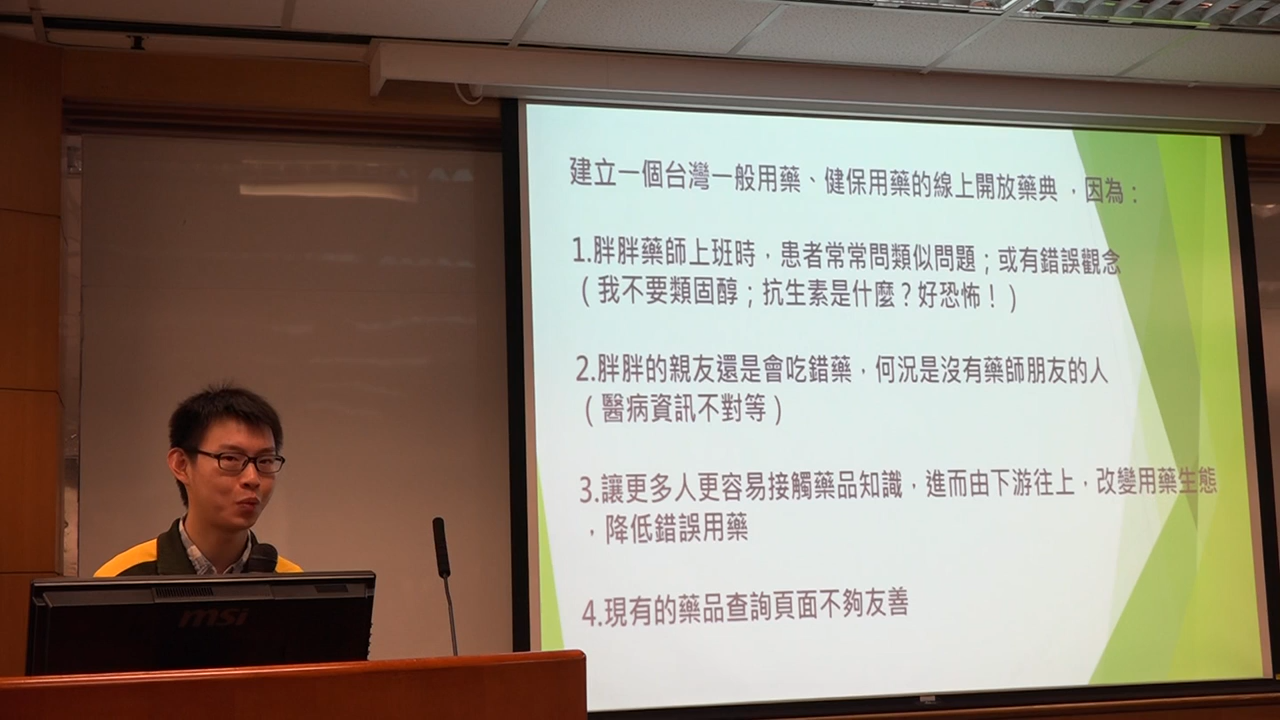 建立一個台灣一般用藥、健保用藥的線上開放藥典，因為：
1.胖胖藥師上班時，患者常常問類似問題；或有錯誤觀念
（我不要類固醇；抗生素是什麼？好恐怖！）
2.胖胖的親友還是會吃錯藥，何況是沒有藥師朋友的人
（醫病資訊不對等）
3.讓更多人更容易接觸藥品知識，進而由下游往上，改變用藥生態
，降低錯誤用藥
4.現有的藥品查詢頁面不夠友善
msi